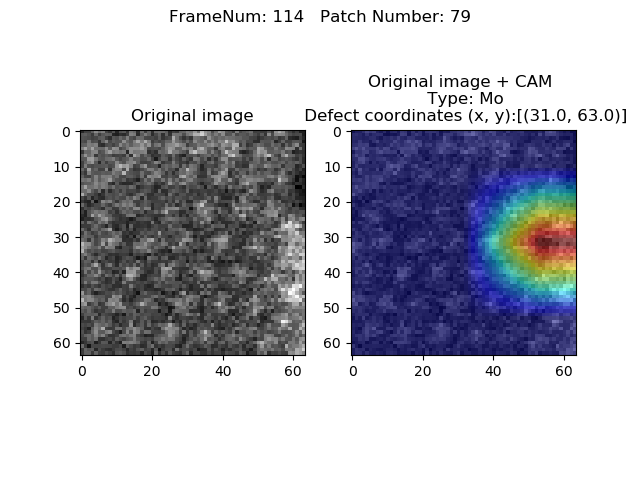 FrameNum: 114   Patch Number: 79
Original image + CAM
Type: Mo
Original image
Defect coordinates (x, y):[(31.0, 63.0)]
0
10
20
30
40
50
60
0 20 40 60
0
10
20
30
40
50
60
0 20 40 60